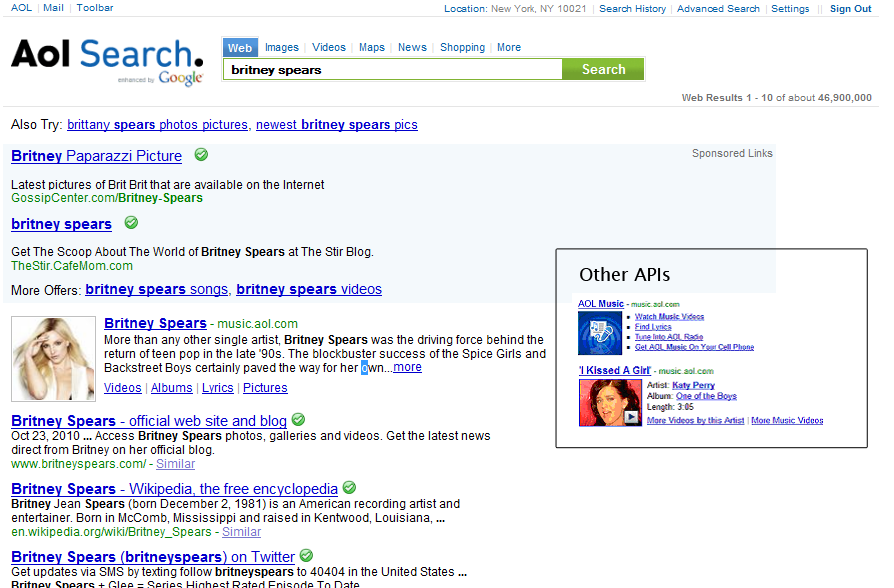 AOL | Mail | Toolbar
Location: New York, NY 10021 | Search History | Advanced Search | Settings || Sign Out
Aol Search.
enhanced by Google
Web Images | Videos | Maps | News | Shopping | More
britney spears Search
Web Results 1 - 10 of about 46,900,000
Also Try: brittany spears photos pictures, newest britney spears pics
Britney Paparazzi Picture
Sponsored Links
Latest pictures of Brit Brit that are available on the Internet
GossipCenter.com/Britney-Spears
britney spears
Get The Scoop About The World of Britney Spears at The Stir Blog.
TheStir.CafeMom.com
More Offers: britney spears songs, britney spears videos
Britney Spears - music.aol.com
More than any other single artist, Britney Spears was the driving force behind the
return of teen pop in the late '90s. The blockbuster success of the Spice Girls and
Backstreet Boys certainly paved the way for her own...more
Videos | Albums | Lyrics | Pictures
Britney Spears - official web site and blog
Oct 23, 2010 ... Access Britney Spears photos, galleries and videos. Get the latest news
direct from Britney on her official blog.
www.britneyspears.com/ - Similar
Britney Spears - Wikipedia, the free encyclopedia
Britney Jean Spears (born December 2, 1981) is an American recording artist and
entertainer. Born in McComb, Mississippi and raised in Kentwood, Louisiana, ...
en.wikipedia.org/wiki/Britney_Spears - Similar
Britney Spears (britneyspears) on Twitter
Get updates via SMS by texting follow britneyspears to 40404 in the United States ...
Britney Spears + Glee = Series Highest Rated Episode To Date
Other APIs
AOL Music - music.aol.com
Watch Music Videos
Find Lyrics
Tune Into AOL Radio
Get AOL Music On Your Cell Phone
'I Kissed A Girl' - music.aol.com
Artist: Katy Perry
Album: One of the Boys
Length: 3:05
More Videos by this Artist | More Music Videos